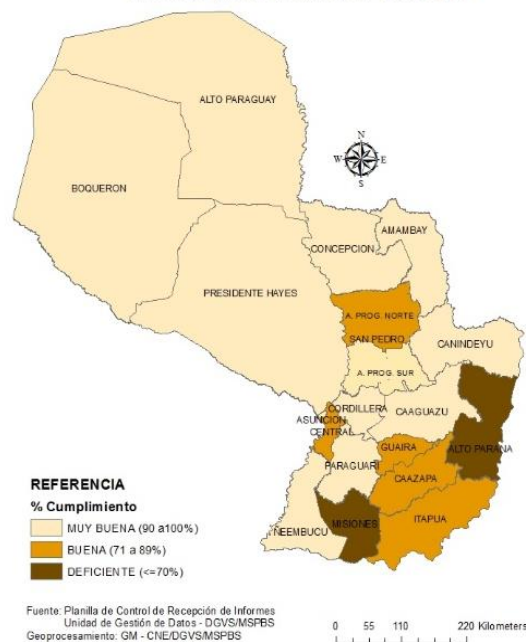 ALTO PARAGUAY
BOQUERON
N
W E
S
AMAMBAY
CONCEPCION
PRESIDENTE HAYES
A. PROG. NORTE
SAN PEDRO
CANINDEYU
A. PROG. SUR
CORDILLERA
ASUNCION
CENTRAL
CAAGUAZU
ALTO PARANA
GUAIRA
PARAGUARI
CAAZAPA
ITAPUA
MISIONES
ÑEEMBUCU
REFERENCIA
% Cumplimiento
MUY BUENA (90 a100%)
BUENA (71 a 89%)
DEFICIENTE (<=70%)
Fuente: Planilla de Control de Recepción de Informes
Unidad de Gestión de Datos - DGVS/MSPBS
Geoprocesamiento: GM - CNE/DGVS/MSPBS
0 55 110 220 Kilometers